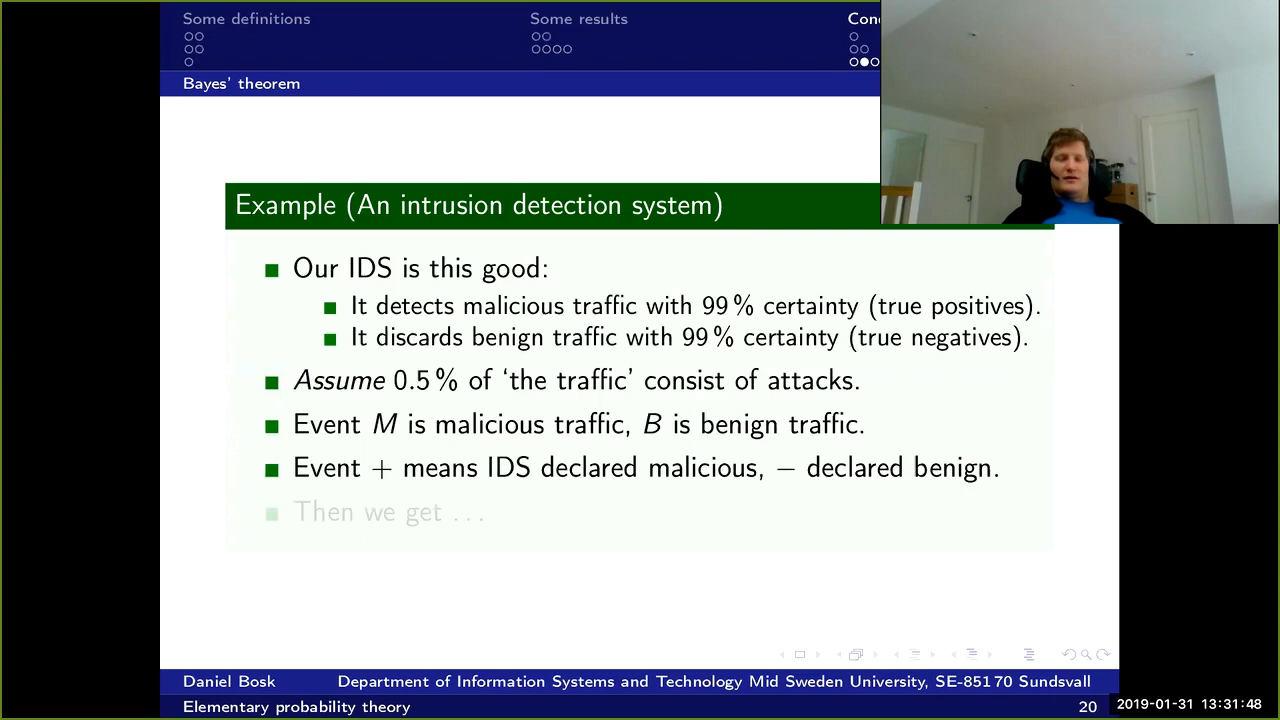 Some definitions
Some results
Bayes' theorem
Example (An intrusion detection system)
Our IDS is this good:
It detects malicious traffic with 99 % certainty (true positives).
It discards benign traffic with 99 % certainty (true negatives).
Assume 0.5 % of ‘the traffic’ consist of attacks.
Event M is malicious traffic, B is benign traffic.
Event + means IDS declared malicious, − declared benign.
Then we get ...
Daniel Bosk Department of Information Systems and Technology Mid Sweden University, SE-851 70 Sundsvall
Elementary probability theory 20
2019-01-31 13:31:48